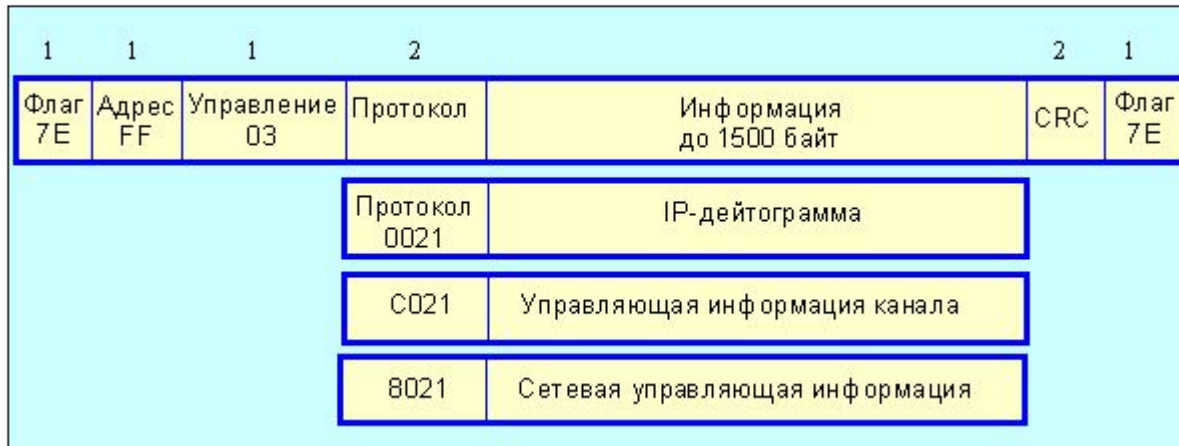 1 1 1 2 2 1
Флаг Адрес Управление Протокол Информация CRC Флаг
7E FF 03 до 1500 байт 7E
Протокол IP-дейтограмма
0021
C021 Управляющая информация канала
8021 Сетевая управляющая информация